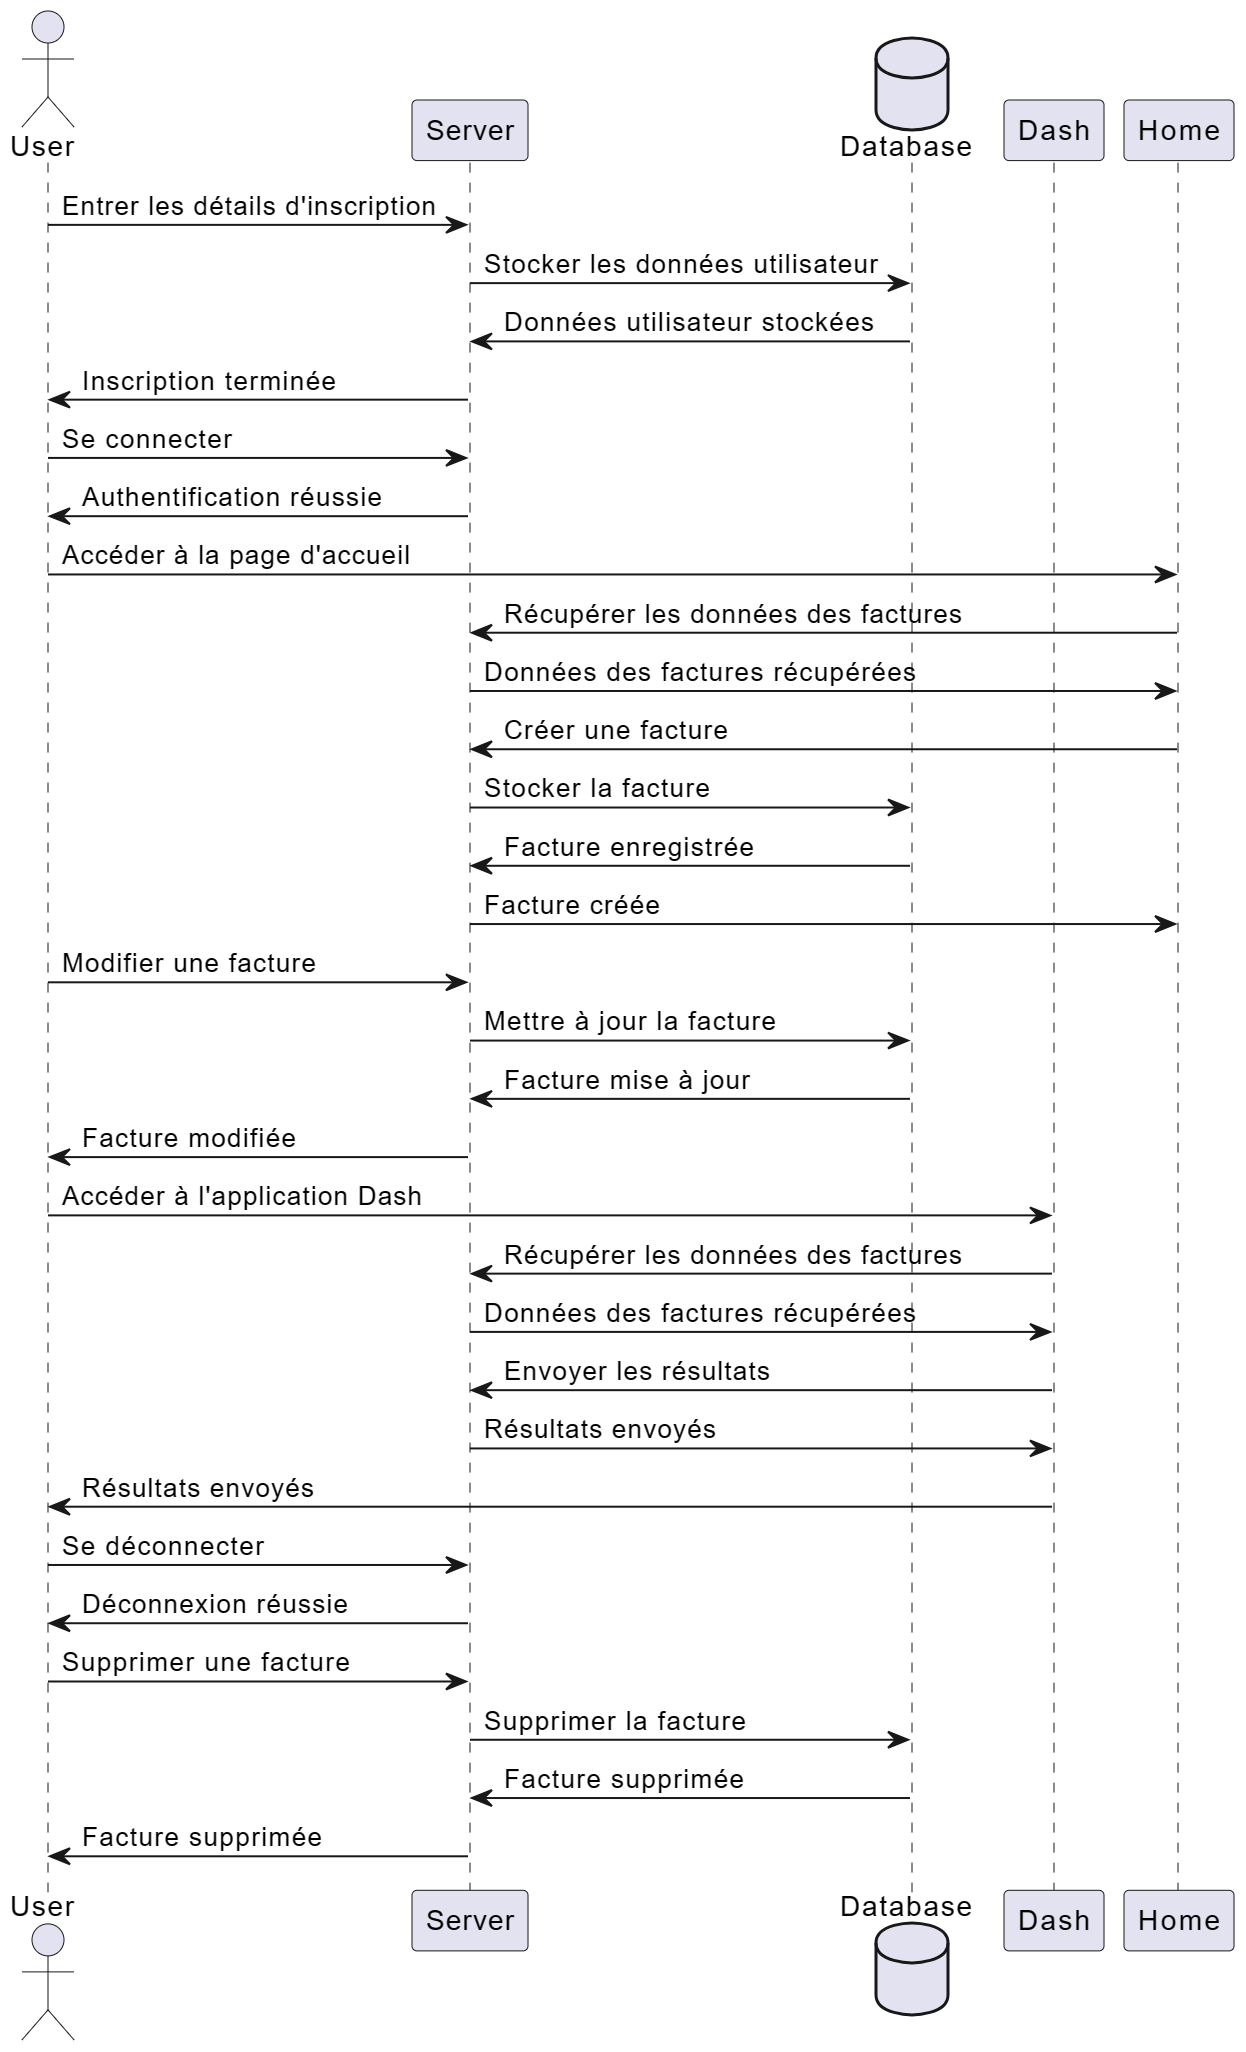 User
Server
Database
Dash
Home
Entrer les détails d'inscription
Stocker les données utilisateur
Données utilisateur stockées
Inscription terminée
Se connecter
Authentification réussie
Accéder à la page d'accueil
Récupérer les données des factures
Données des factures récupérées
Créer une facture
Stocker la facture
Facture enregistrée
Facture créée
Modifier une facture
Mettre à jour la facture
Facture mise à jour
Facture modifiée
Accéder à l'application Dash
Récupérer les données des factures
Données des factures récupérées
Envoyer les résultats
Résultats envoyés
Résultats envoyés
Se déconnecter
Déconnexion réussie
Supprimer une facture
Supprimer la facture
Facture supprimée
Facture supprimée
User
Server
Database
Dash
Home